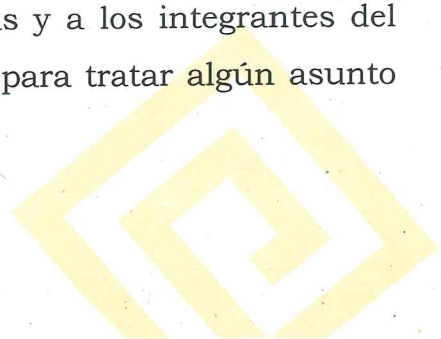 s y a los integrantes del
para tratar algún asunto